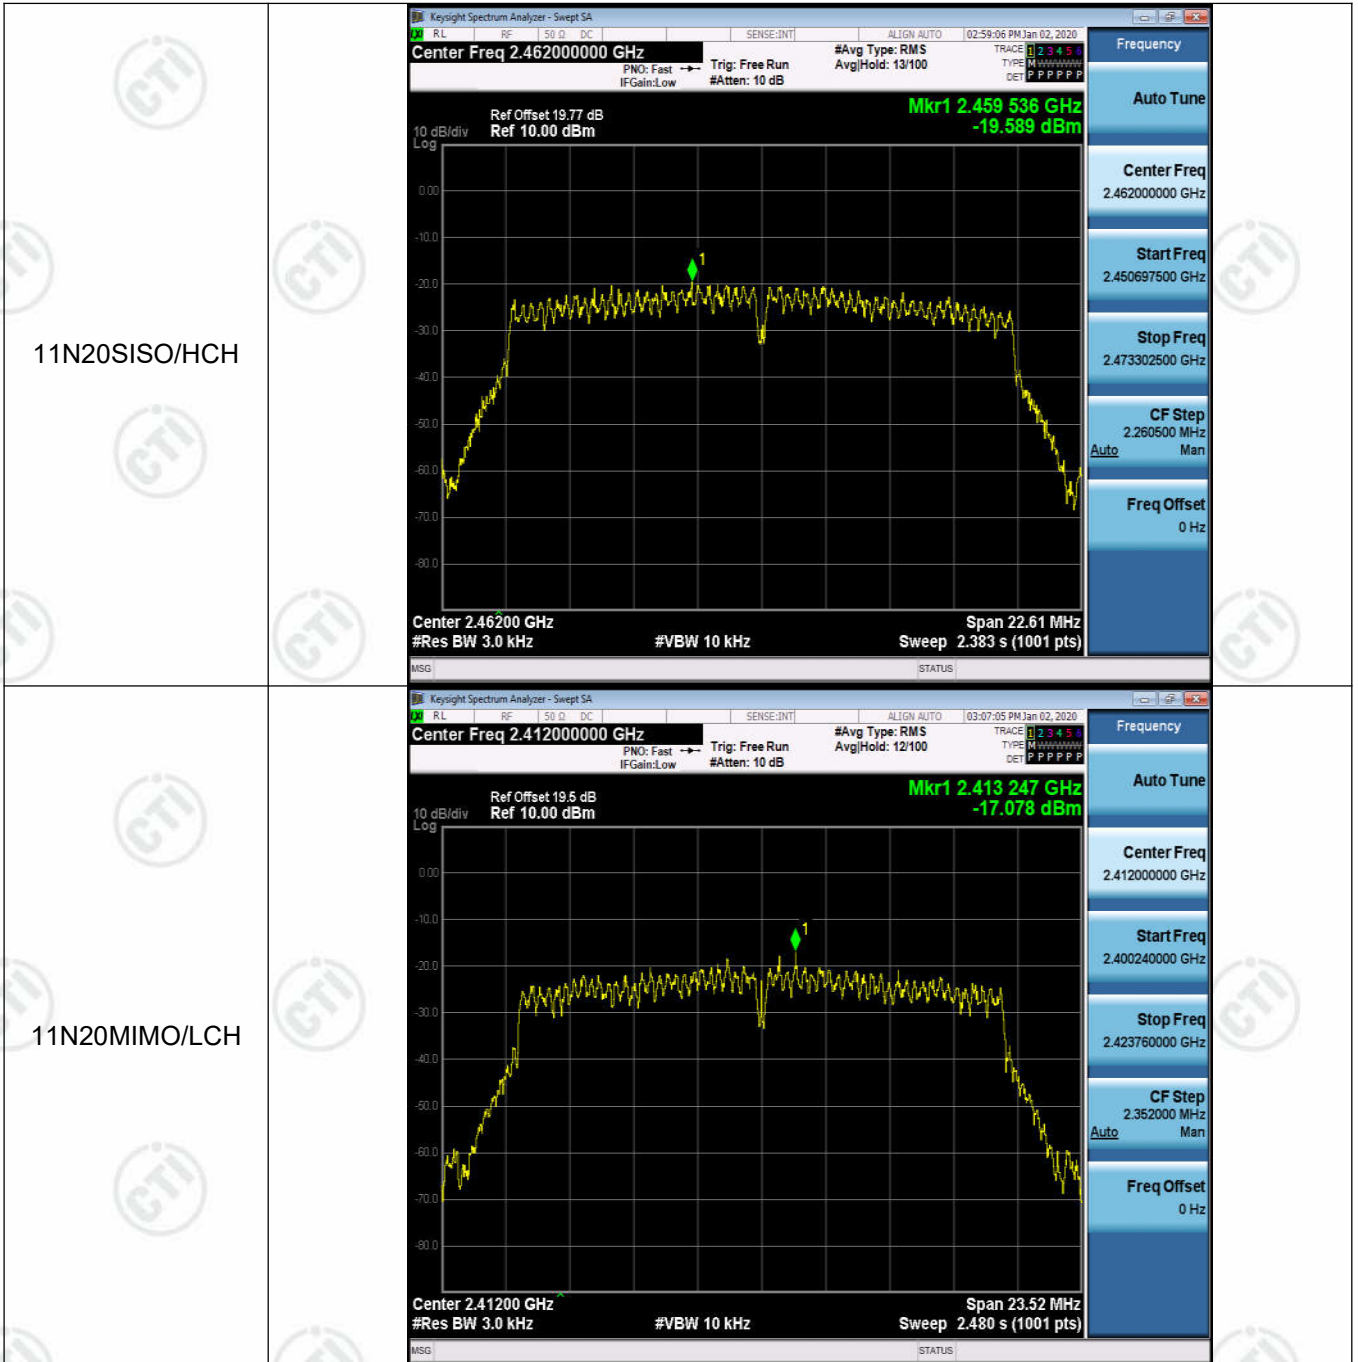 11N20SISO/HCH
Keysight Spectrum Analyzer - Swept SA
RL RF 50 Ω DC SENSE:INT ALIGN AUTO 02:59:06 PM Jan 02, 2020
Center Freq 2.462000000 GHz
PNO: Fast
IFGain:Low
Trig: Free Run
#Atten: 10 dB
#Avg Type: RMS
Avg|Hold: 13/100
TRACE 1 2 3 4 5 6
TYPE M WWWWW
DET P P P P P P
Ref Offset 19.77 dB
10 dB/div Ref 10.00 dBm
Log
Mkr1 2.459 536 GHz
-19.589 dBm
0.00
-10.0
-20.0
-30.0
-40.0
-50.0
-60.0
-70.0
-80.0
1
Center 2.46200 GHz Span 22.61 MHz
#Res BW 3.0 kHz #VBW 10 kHz Sweep 2.383 s (1001 pts)
MSG STATUS
Frequency
Auto Tune
Center Freq
2.462000000 GHz
Start Freq
2.450697500 GHz
Stop Freq
2.473302500 GHz
CF Step
2.260500 MHz
Auto Man
Freq Offset
0 Hz
11N20MIMO/LCH
Keysight Spectrum Analyzer - Swept SA
RL RF 50 Ω DC SENSE:INT ALIGN AUTO 03:07:05 PM Jan 02, 2020
Center Freq 2.412000000 GHz
PNO: Fast
IFGain:Low
Trig: Free Run
#Atten: 10 dB
#Avg Type: RMS
Avg|Hold: 12/100
TRACE 1 2 3 4 5 6
TYPE M WWWWW
DET P P P P P P
Ref Offset 19.5 dB
10 dB/div Ref 10.00 dBm
Log
Mkr1 2.413 247 GHz
-17.078 dBm
0.00
-10.0
-20.0
-30.0
-40.0
-50.0
-60.0
-70.0
-80.0
1
Center 2.41200 GHz Span 23.52 MHz
#Res BW 3.0 kHz #VBW 10 kHz Sweep 2.480 s (1001 pts)
MSG STATUS
Frequency
Auto Tune
Center Freq
2.412000000 GHz
Start Freq
2.400240000 GHz
Stop Freq
2.423760000 GHz
CF Step
2.352000 MHz
Auto Man
Freq Offset
0 Hz
CTI